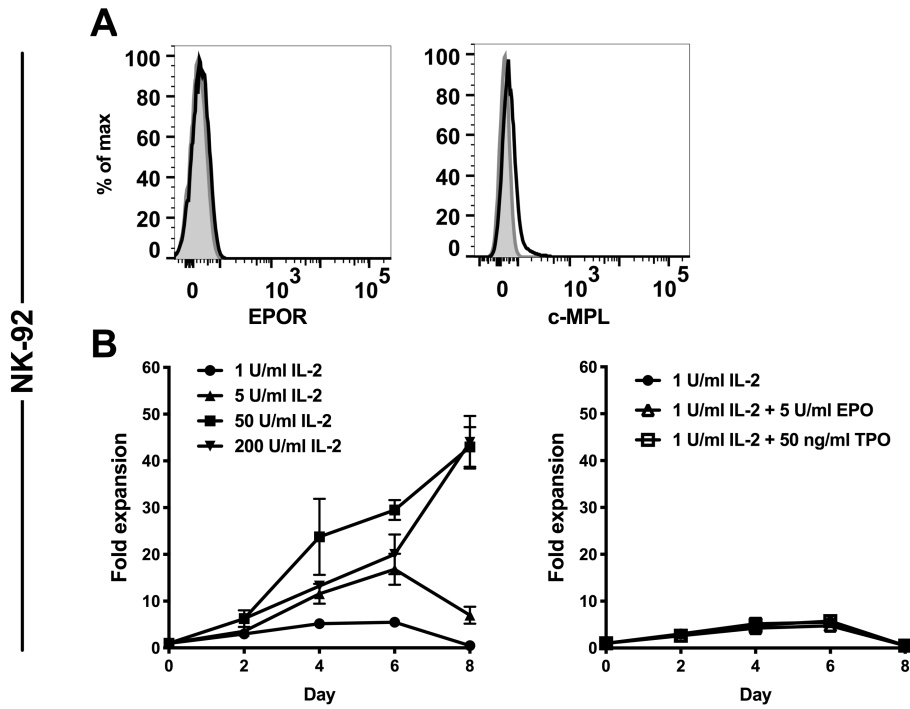 A
NK-92
% of max
100
80
60
40
20
0
0 10^3 10^5
EPOR
100
80
60
40
20
0
0 10^3 10^5
c-MPL
B
Fold expansion
60
50
40
30
20
10
0
0 2 4 6 8
Day
1 U/ml IL-2
5 U/ml IL-2
50 U/ml IL-2
200 U/ml IL-2
Fold expansion
60
50
40
30
20
10
0
0 2 4 6 8
Day
1 U/ml IL-2
1 U/ml IL-2 + 5 U/ml EPO
1 U/ml IL-2 + 50 ng/ml TPO